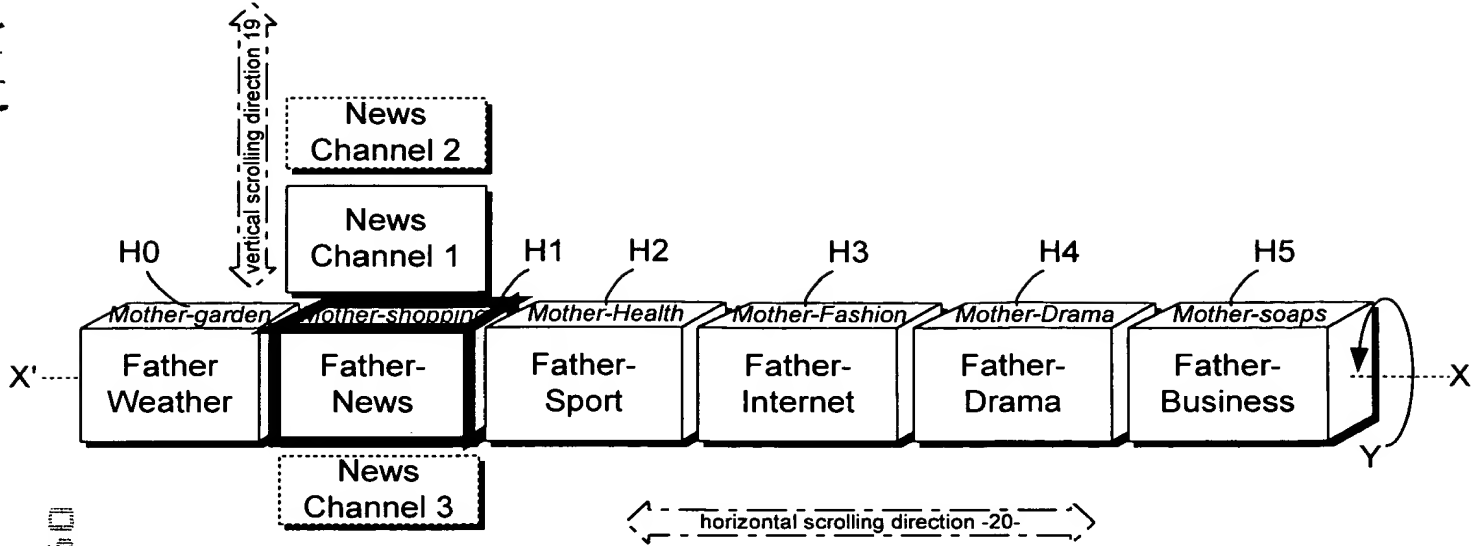 vertical scrolling direction 19
News
Channel 2
News
Channel 1
H0
H1
H2
H3
H4
H5
Mother-garden
Mother-shopping
Mother-Health
Mother-Fashion
Mother-Drama
Mother-soaps
X'
Father
Weather
Father-
News
Father-
Sport
Father-
Internet
Father-
Drama
Father-
Business
X
Y
News
Channel 3
horizontal scrolling direction -20-